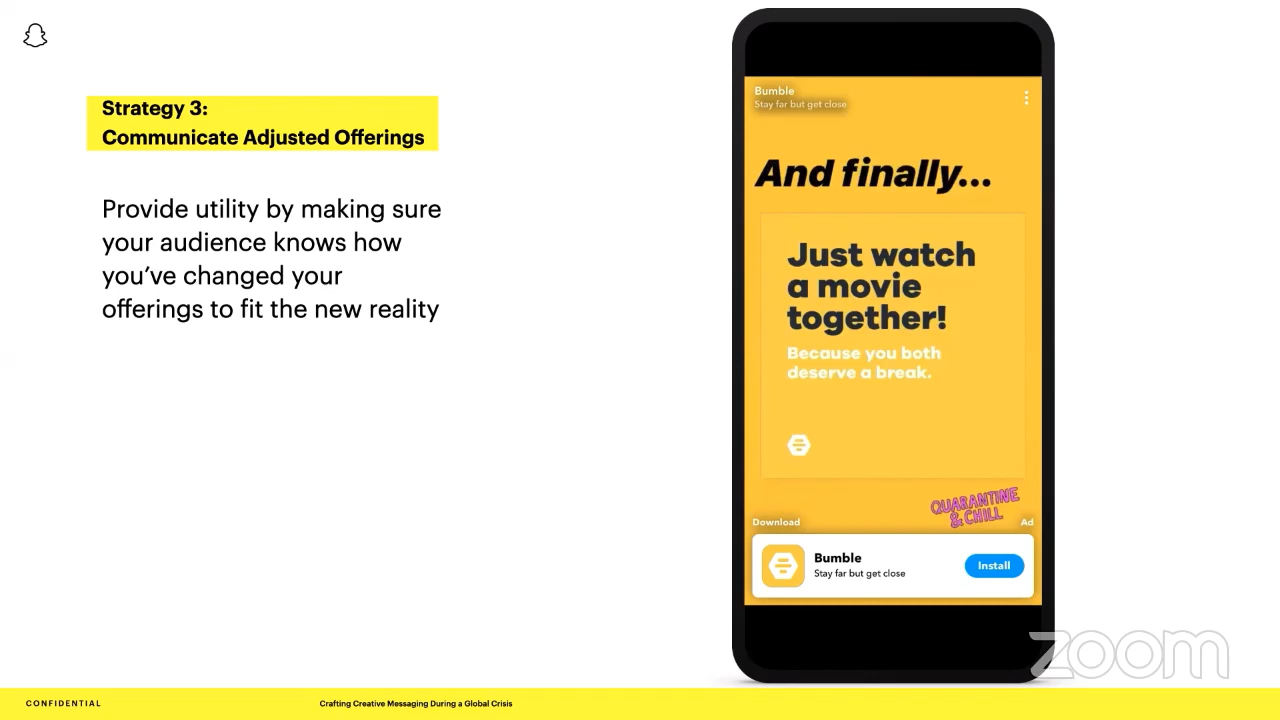 Strategy 3:
Communicate Adjusted Offerings
Provide utility by making sure
your audience knows how
you’ve changed your
offerings to fit the new reality
Bumble
Stay far but get close
And finally...
Just watch
a movie
together!
Because you both
deserve a break.
QUARANTINE
& CHILL
Download
Ad
Bumble
Stay far but get close
Install
zoom
CONFIDENTIAL
Crafting Creative Messaging During a Global Crisis